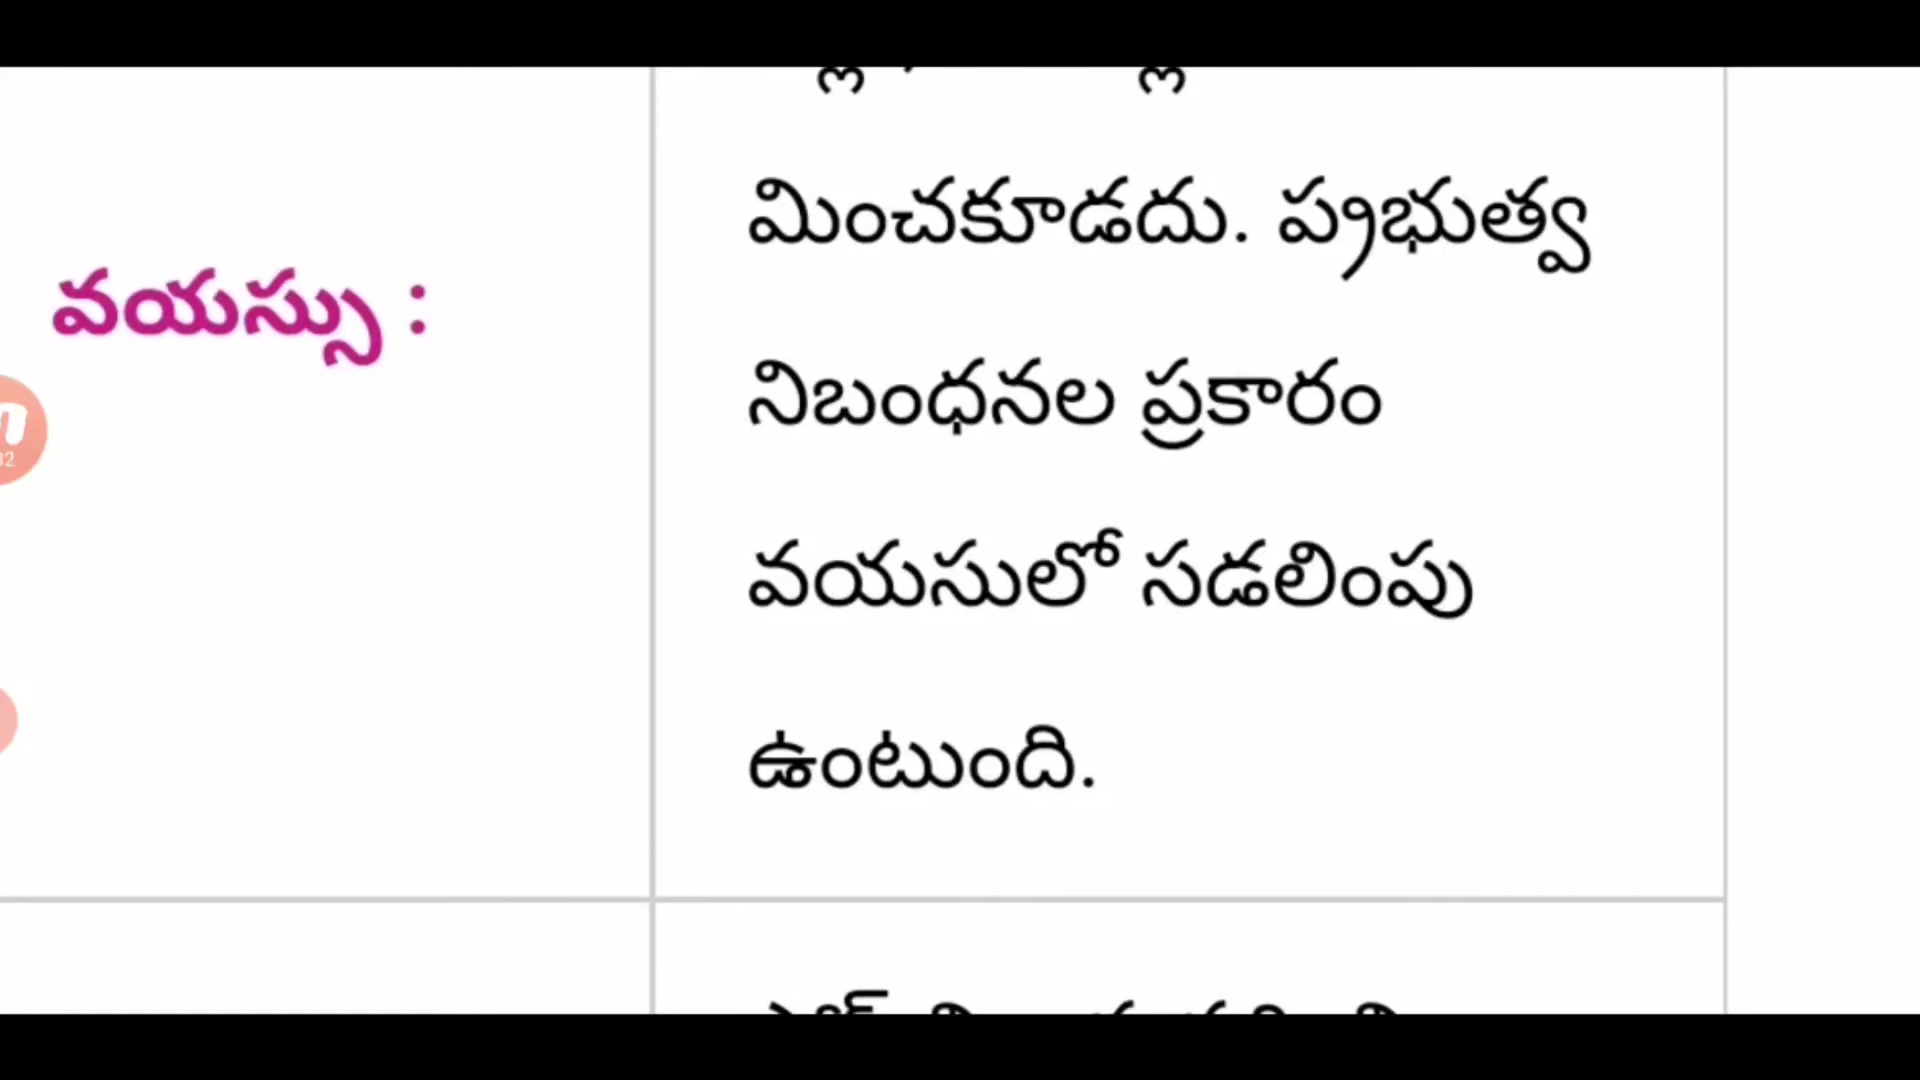 మించకూడదు. ప్రభుత్వ
వయస్సు :
నిబంధనల ప్రకారం
వయసులో సడలింపు
ఉంటుంది.